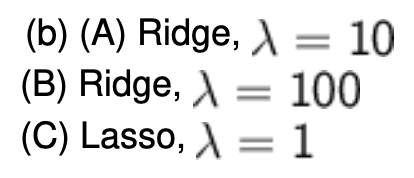 (b) (A) Ridge, λ = 10
(B) Ridge, λ = 100
(C) Lasso, λ = 1